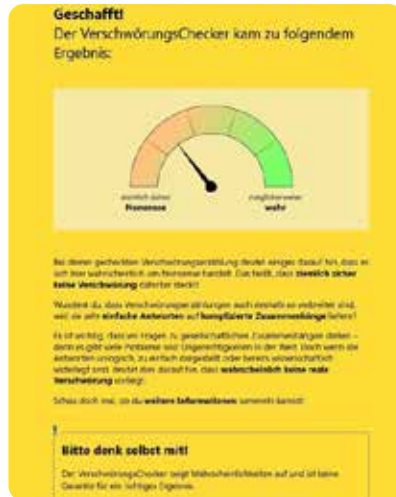 Geschafft!
Der VerschwörungsChecker kam zu folgendem
Ergebnis:
ziemlich sicher
Nonsense
möglicherweise
wahr
Bei deiner gecheckten Verschwörungserzählung deutet einiges darauf hin, dass es
sich hier wahrscheinlich um Nonsense handelt. Das heißt, dass ziemlich sicher
keine Verschwörung dahinter steckt!
Wusstest du, dass Verschwörungserzählungen auch deshalb so verbreitet sind,
weil sie sehr einfache Antworten auf komplizierte Zusammenhänge liefern?
Es ist wichtig, dass wir Fragen zu gesellschaftlichen Zusammenhängen stellen –
denn es gibt viele Probleme und Ungerechtigkeiten in der Welt. Doch wenn die
Antworten unlogisch, zu einfach dargestellt oder bereits wissenschaftlich
widerlegt sind, deutet dies darauf hin, dass wahrscheinlich keine reale
Verschwörung vorliegt.
Schau doch mal, ob du weitere Informationen sammeln kannst!
Bitte denk selbst mit!
Der VerschwörungsChecker zeigt Wahrscheinlichkeiten auf und ist keine
Garantie für ein richtiges Ergebnis.